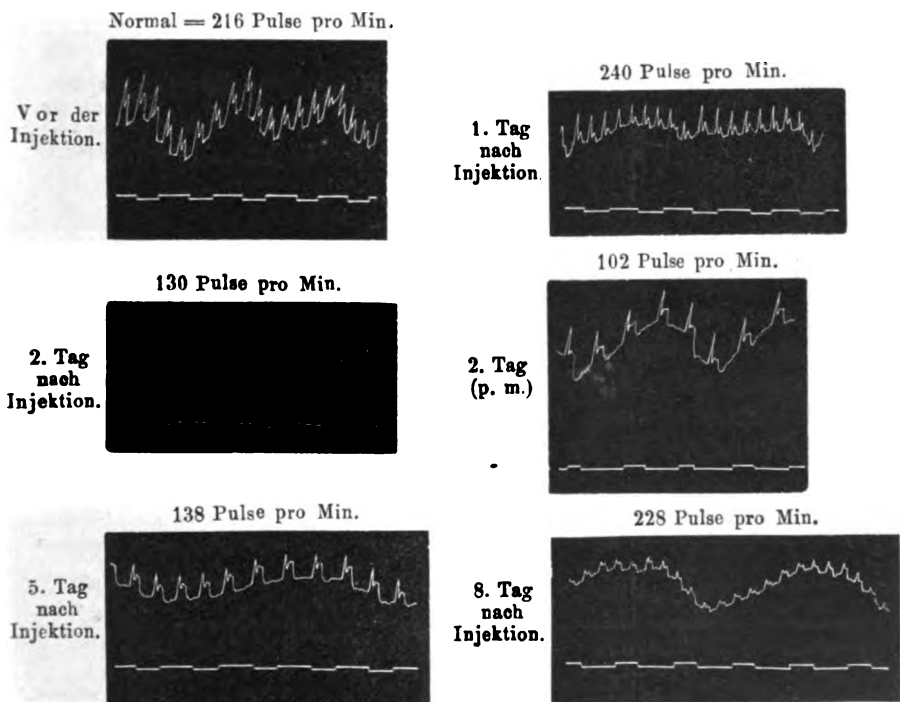 Normal = 216 Pulse pro Min.
Vor der
Injektion.
240 Pulse pro Min.
1. Tag
nach
Injektion.
130 Pulse pro Min.
2. Tag
nach
Injektion.
102 Pulse pro Min.
2. Tag
(p. m.)
138 Pulse pro Min.
5. Tag
nach
Injektion.
228 Pulse pro Min.
8. Tag
nach
Injektion.